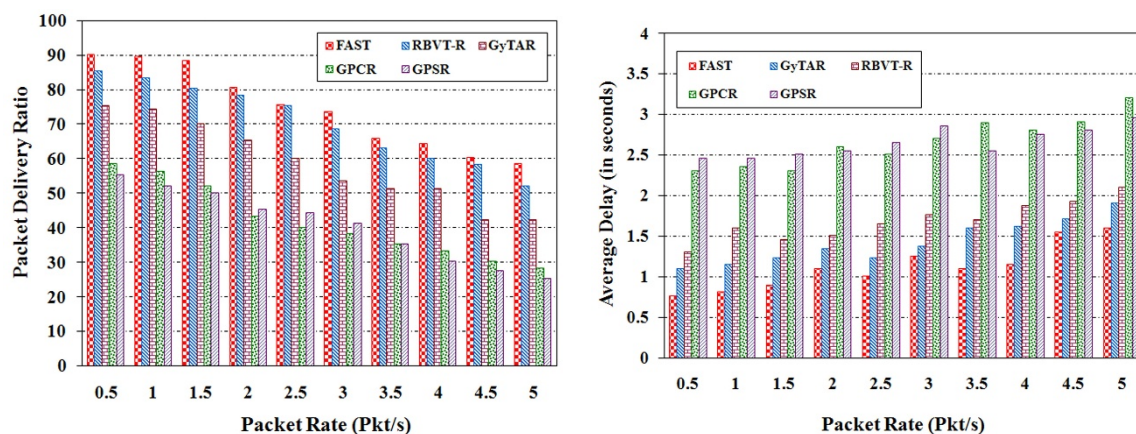 FAST RBVT-R GyTAR
GPCR GPSR
Packet Delivery Ratio
100
90
80
70
60
50
40
30
20
10
0
0.5 1 1.5 2 2.5 3 3.5 4 4.5 5
Packet Rate (Pkt/s)
FAST GyTAR RBVT-R
GPCR GPSR
Average Delay (in seconds)
4
3.5
3
2.5
2
1.5
1
0.5
0
0.5 1 1.5 2 2.5 3 3.5 4 4.5 5
Packet Rate (Pkt/s)